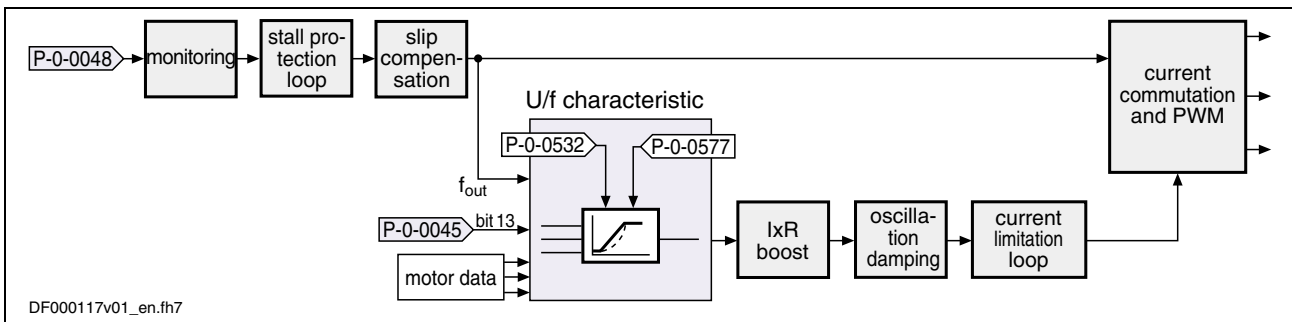 P-0-0048
monitoring
stall pro-
tection
loop
slip
compen-
sation
current
commutation
and PWM
U/f characteristic
P-0-0532
P-0-0577
fout
P-0-0045
bit 13
motor data
IxR
boost
oscilla-
tion
damping
current
limitation
loop
DF000117v01_en.fh7